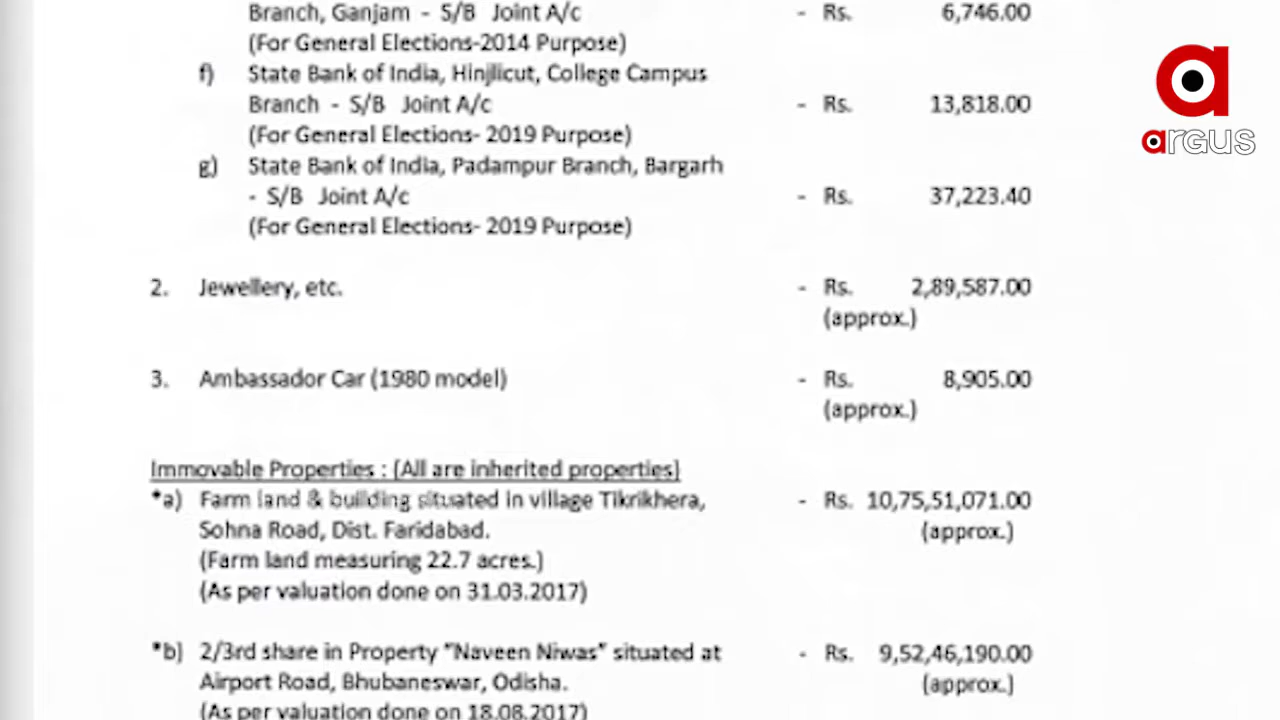 Branch, Ganjam - S/B Joint A/c - Rs. 6,746.00
(For General Elections-2014 Purpose)
f) State Bank of India, Hinjlicut, College Campus
Branch - S/B Joint A/c - Rs. 13,818.00
(For General Elections- 2019 Purpose)
g) State Bank of India, Padampur Branch, Bargarh
- S/B Joint A/c - Rs. 37,223.40
(For General Elections- 2019 Purpose)
2. Jewellery, etc. - Rs. 2,89,587.00
(approx.)
3. Ambassador Car (1980 model) - Rs. 8,905.00
(approx.)
Immovable Properties : (All are inherited properties)
*a) Farm land & building situated in village Tikrikhera, - Rs. 10,75,51,071.00
Sohna Road, Dist. Faridabad. (approx.)
(Farm land measuring 22.7 acres.)
(As per valuation done on 31.03.2017)
*b) 2/3rd share in Property "Naveen Niwas" situated at - Rs. 9,52,46,190.00
Airport Road, Bhubaneswar, Odisha. (approx.)
(As per valuation done on 18.08.2017)
a
argus